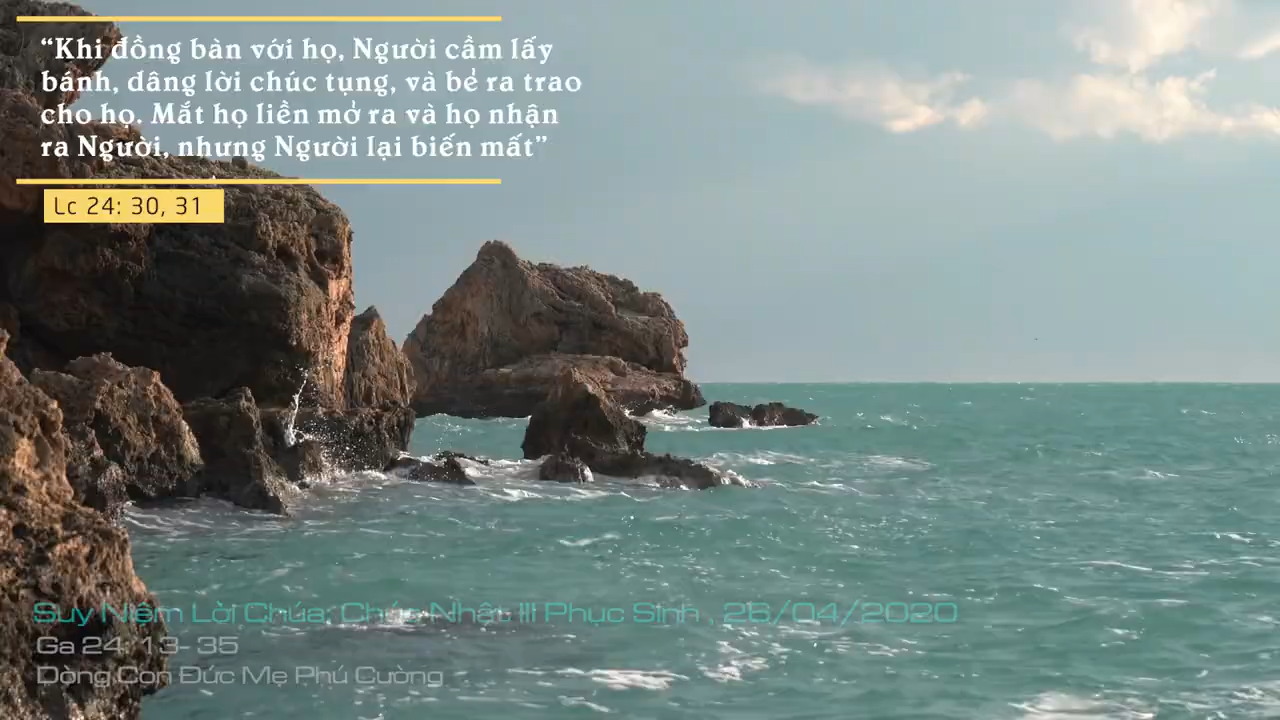 “Khi đồng bàn với họ, Người cầm lấy
bánh, dâng lời chúc tụng, và bẻ ra trao
cho họ. Mắt họ liền mở ra và họ nhận
ra Người, nhưng Người lại biến mất”
Lc 24: 30, 31
Suy Niệm Lời Chúa: Chúa Nhật III Phục Sinh , 26/04/2020
Ga 24: 13- 35
Dòng Con Đức Mẹ Phú Cường